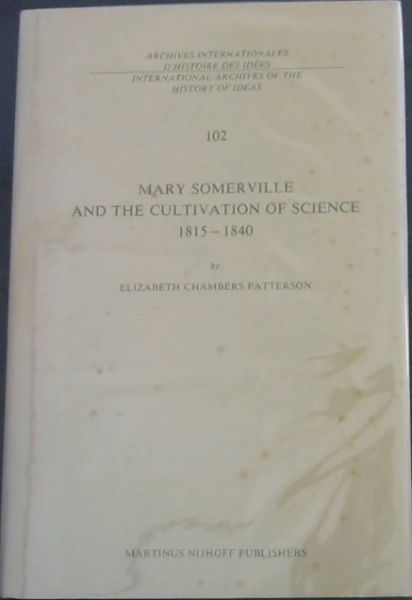 ARCHIVES INTERNATIONALES
D'HISTOIRE DES IDÉES
INTERNATIONAL ARCHIVES OF THE
HISTORY OF IDEAS
102
MARY SOMERVILLE
AND THE CULTIVATION OF SCIENCE
1815 – 1840
by
ELIZABETH CHAMBERS PATTERSON
MARTINUS NIJHOFF PUBLISHERS